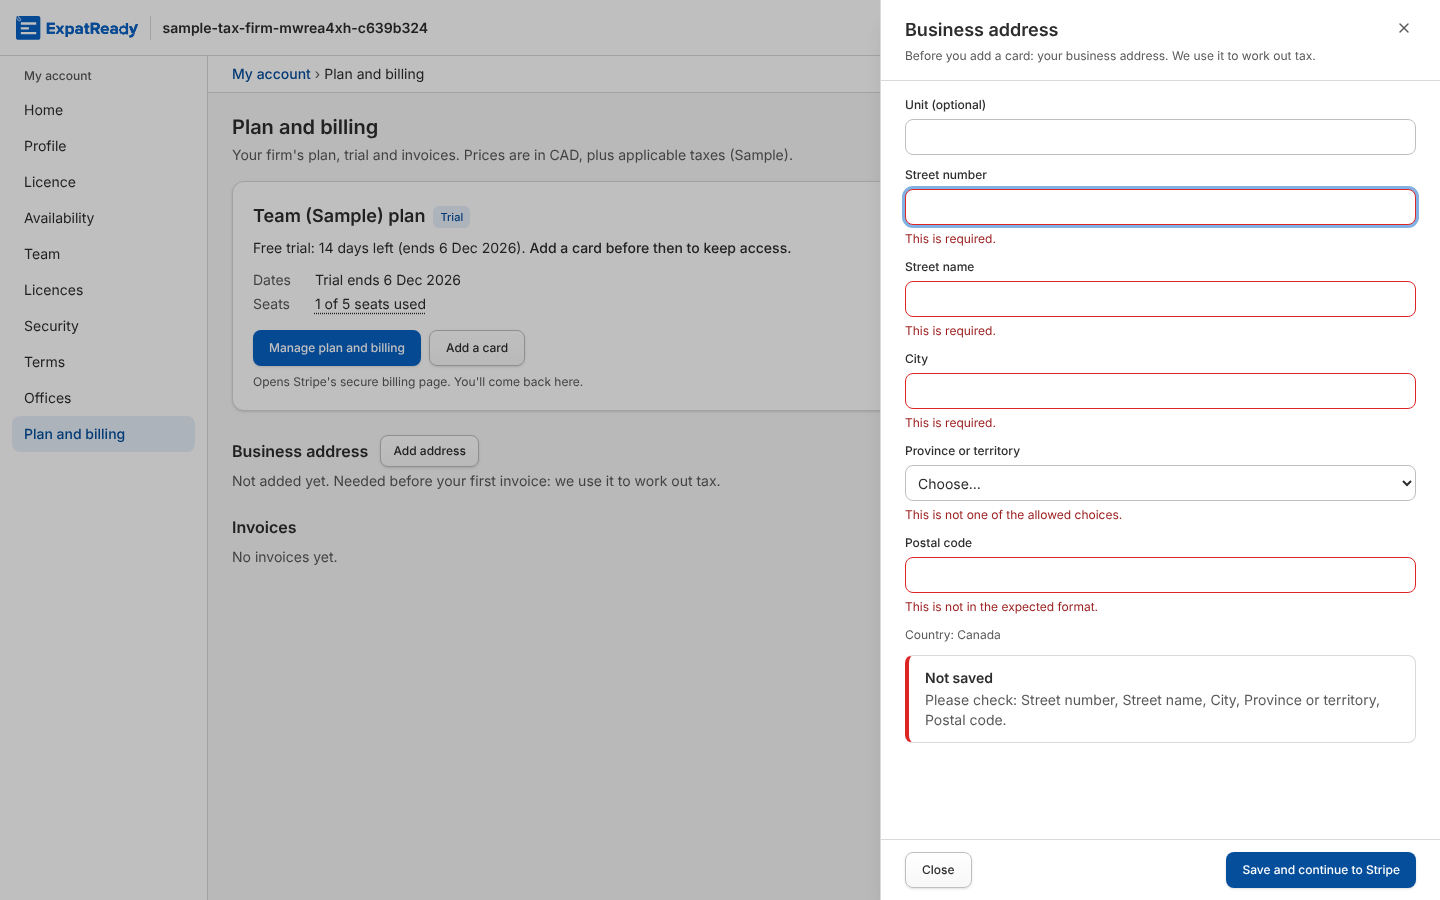 ExpatReady
sample-tax-firm-mwrea4xh-c639b324
My account
Home
Profile
Licence
Availability
Team
Licences
Security
Terms
Offices
Plan and billing
My account › Plan and billing
Plan and billing
Your firm's plan, trial and invoices. Prices are in CAD, plus applicable taxes (Sample).
Team (Sample) plan Trial
Free trial: 14 days left (ends 6 Dec 2026). Add a card before then to keep access.
Dates Trial ends 6 Dec 2026
Seats 1 of 5 seats used
Manage plan and billing Add a card
Opens Stripe's secure billing page. You'll come back here.
Business address Add address
Not added yet. Needed before your first invoice: we use it to work out tax.
Invoices
No invoices yet.
Business address
Before you add a card: your business address. We use it to work out tax.
Unit (optional)
Street number
This is required.
Street name
This is required.
City
This is required.
Province or territory
Choose...
This is not one of the allowed choices.
Postal code
This is not in the expected format.
Country: Canada
Not saved
Please check: Street number, Street name, City, Province or territory,
Postal code.
Close Save and continue to Stripe